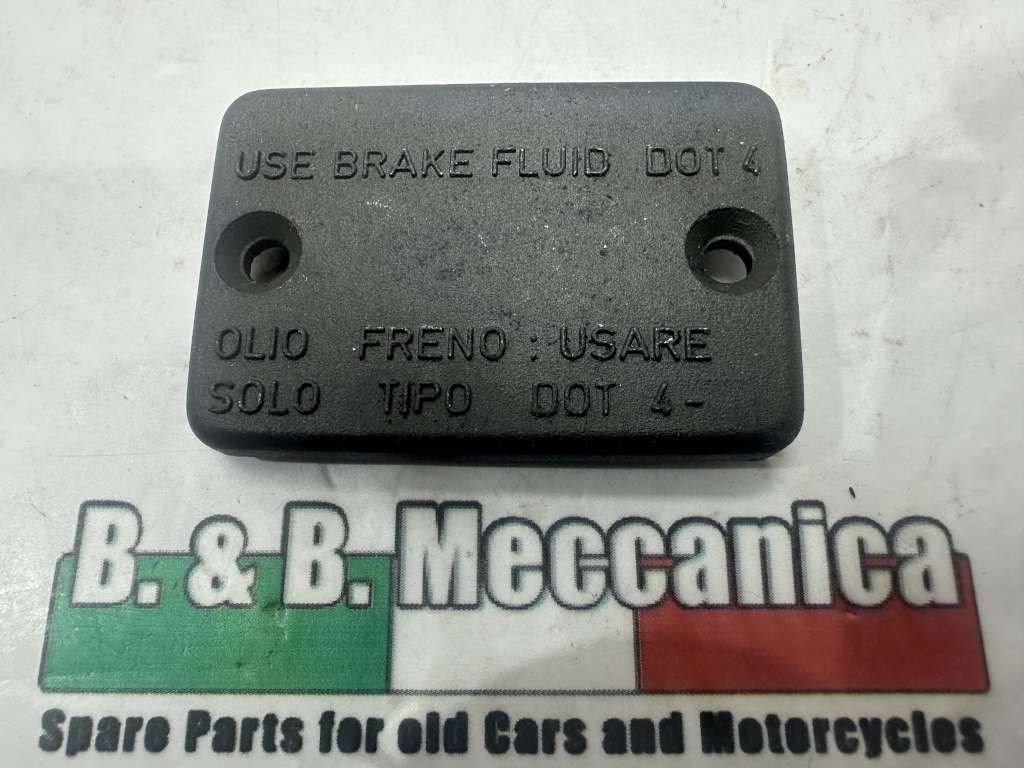 USE BRAKE FLUID DOT 4
OLIO FRENO : USARE
SOLO TIPO DOT 4-
B. & B. Meccanica
Spare Parts for old Cars and Motorcycles